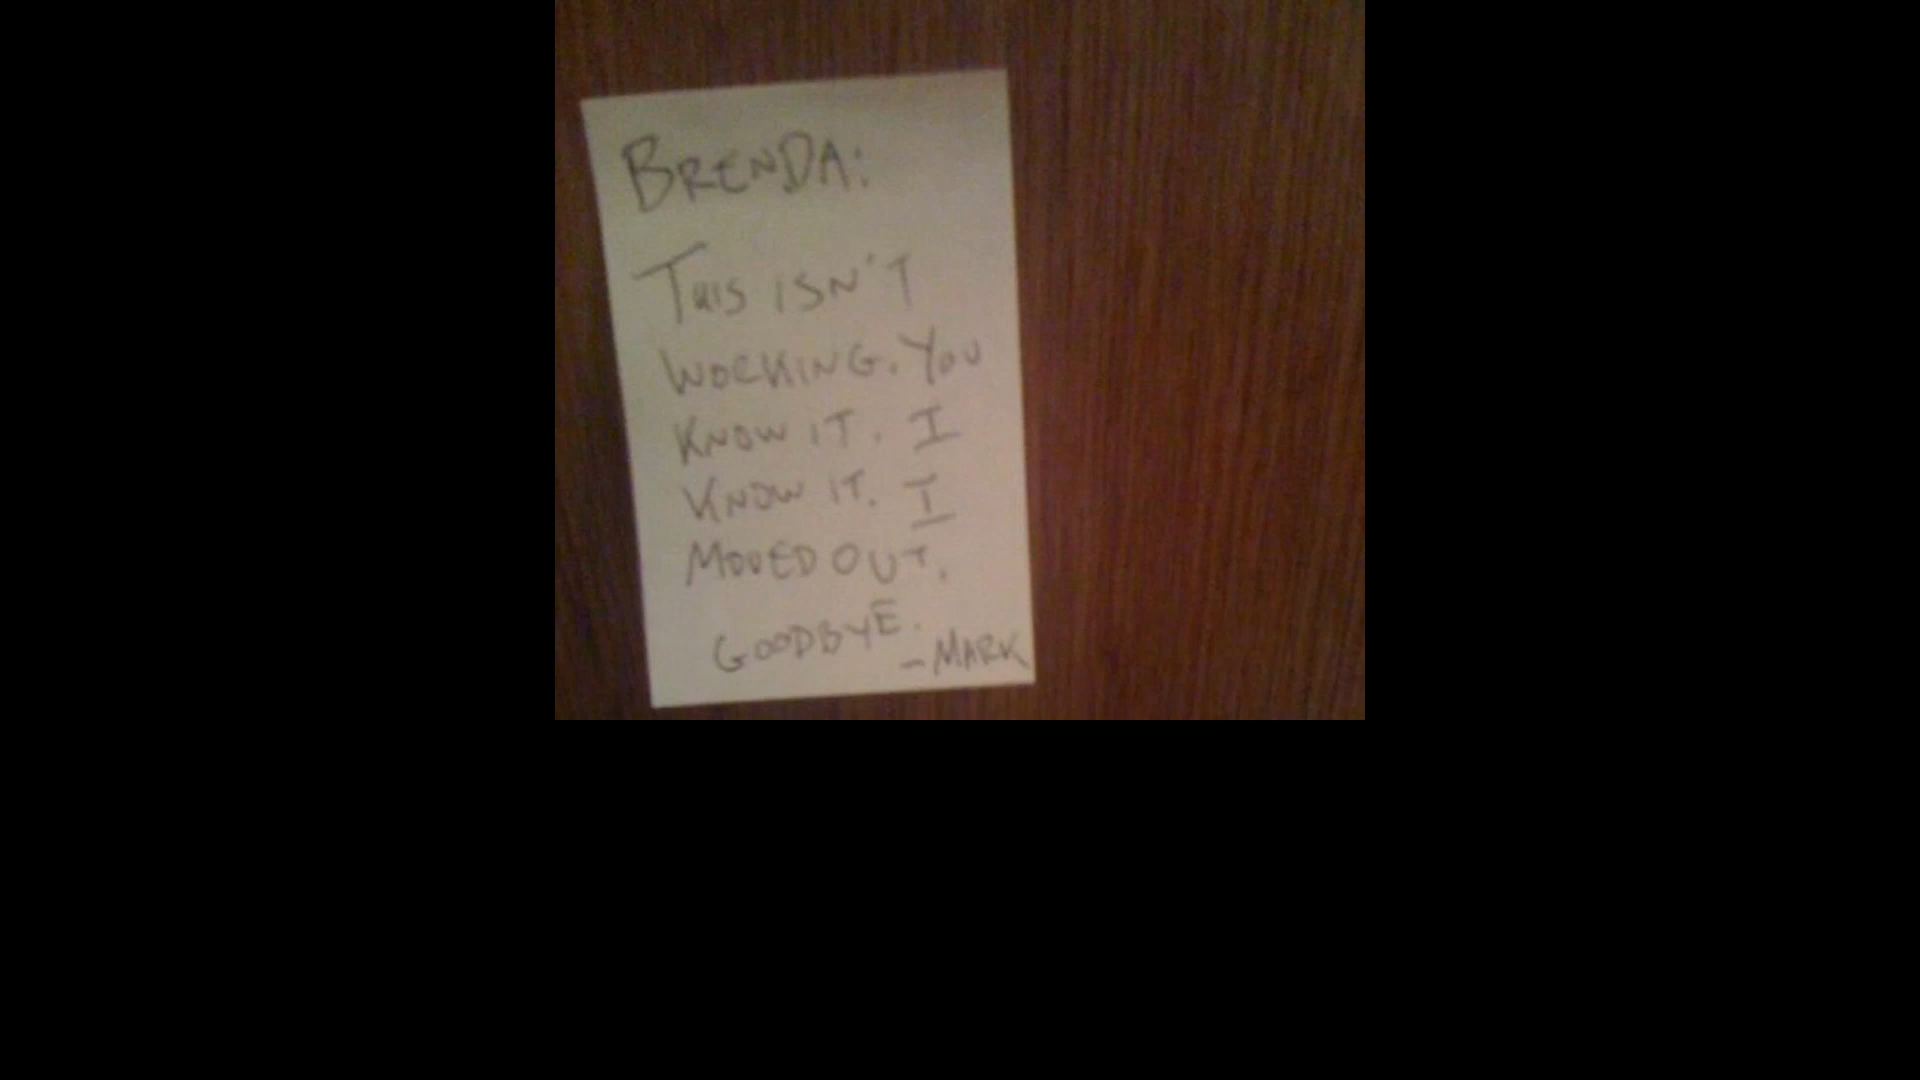 BRENDA:
THIS ISN'T
WORKING. YOU
KNOW IT. I
KNOW IT. I
MOVED OUT.
GOODBYE.
-MARK